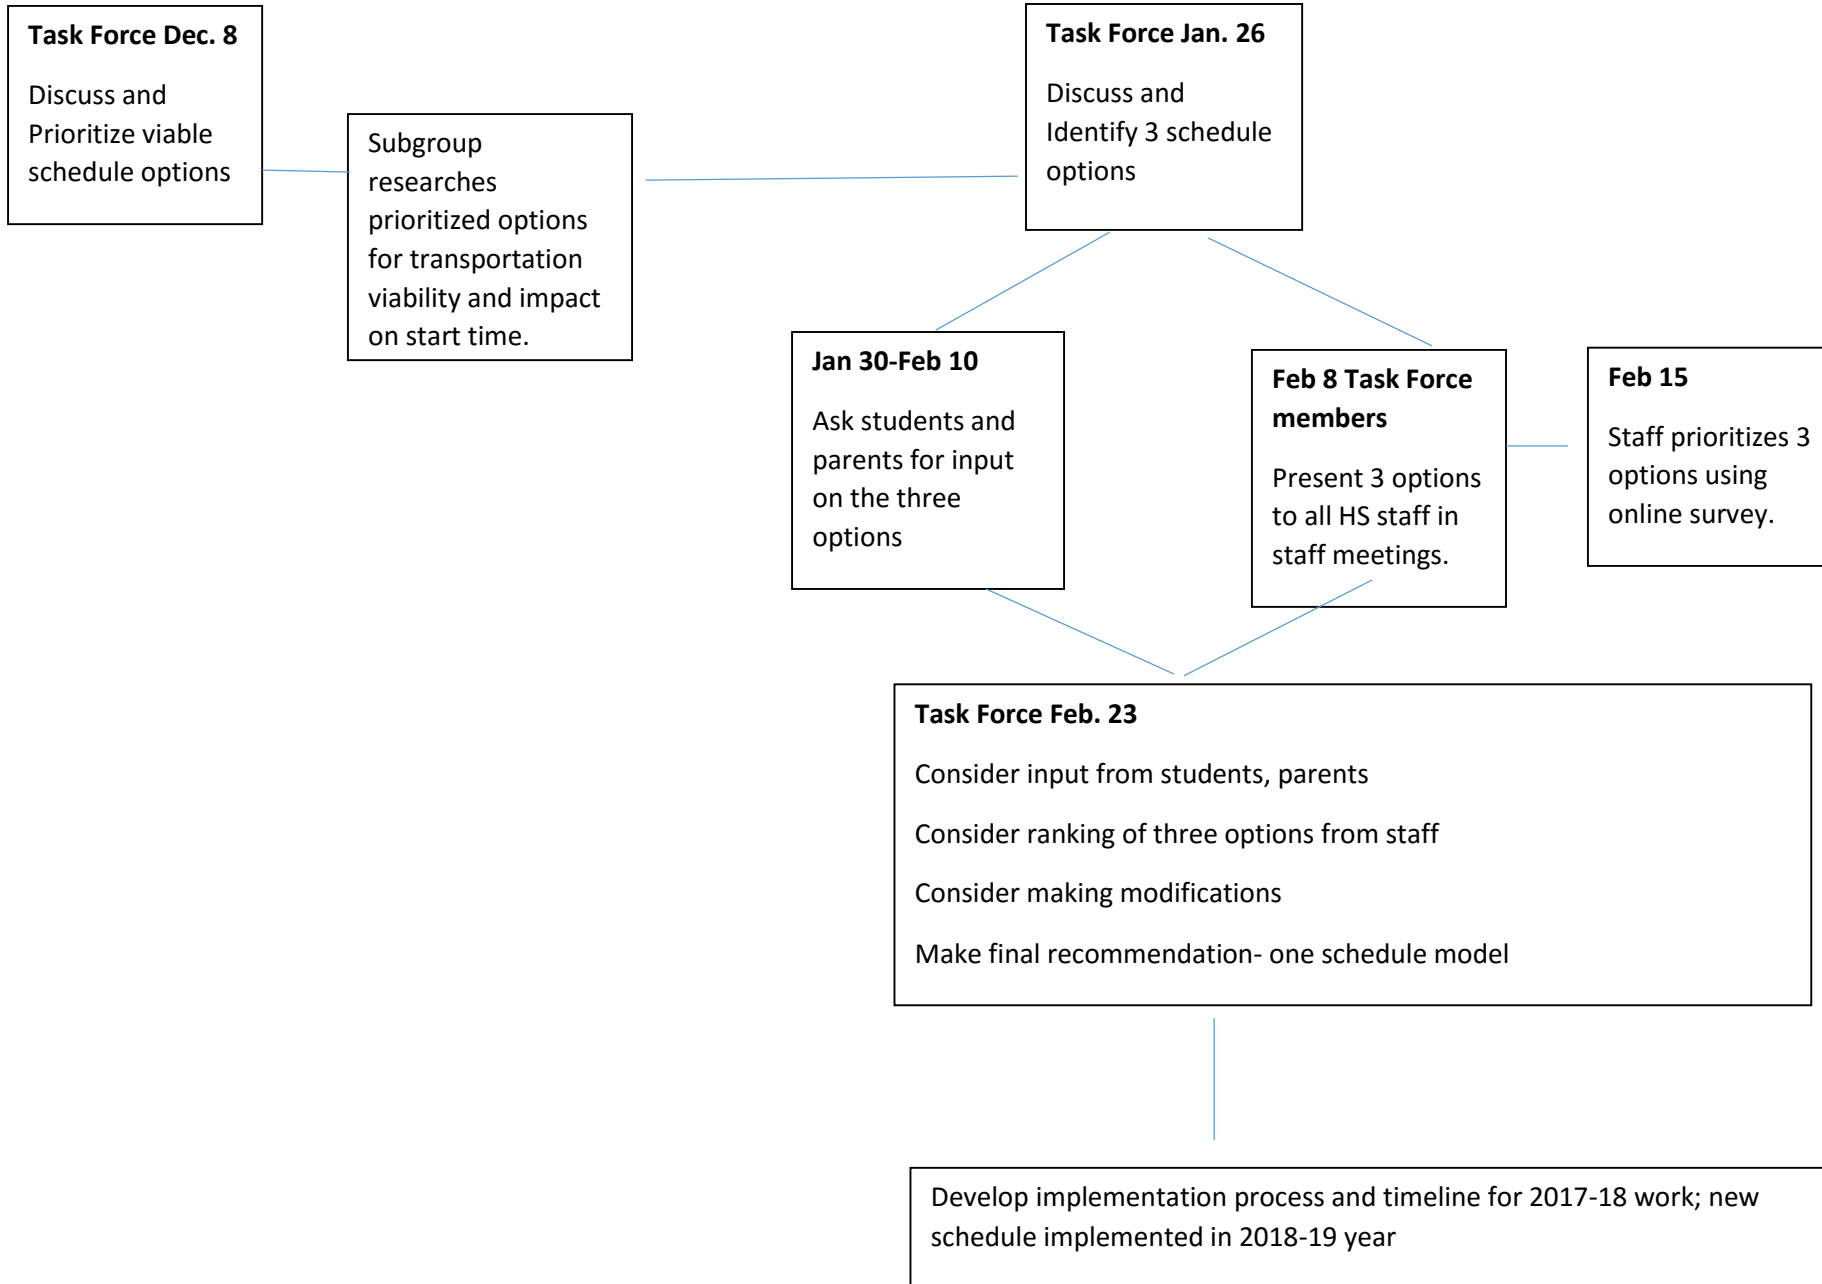 Task Force Dec. 8
Discuss and
Prioritize viable
schedule options
Subgroup
researches
prioritized options
for transportation
viability and impact
on start time.
Task Force Jan. 26
Discuss and
Identify 3 schedule
options
Jan 30-Feb 10
Ask students and
parents for input
on the three
options
Feb 8 Task Force
members
Present 3 options
to all HS staff in
staff meetings.
Feb 15
Staff prioritizes 3
options using
online survey.
Task Force Feb. 23
Consider input from students, parents
Consider ranking of three options from staff
Consider making modifications
Make final recommendation- one schedule model
Develop implementation process and timeline for 2017-18 work; new
schedule implemented in 2018-19 year